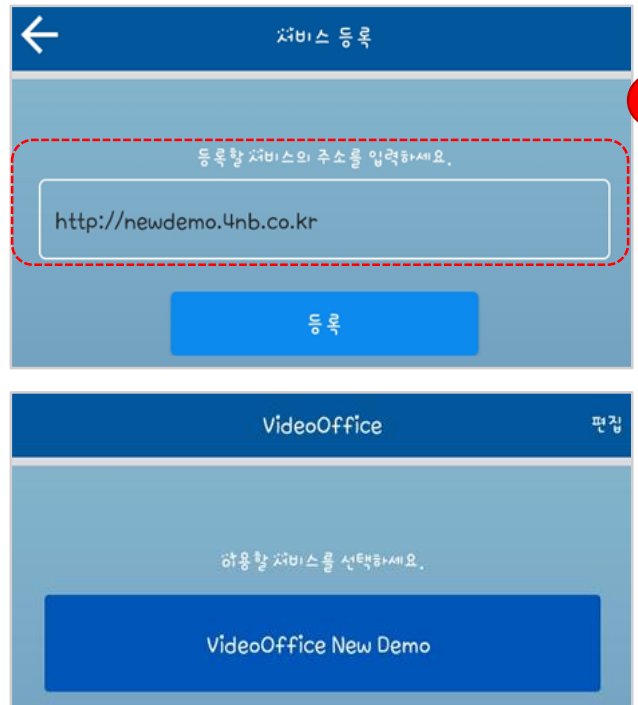 서비스 등록
등록할 서비스의 주소를 입력하세요.
http://newdemo.4nb.co.kr
등록
VideoOffice
편집
이용할 서비스를 선택하세요.
VideoOffice New Demo